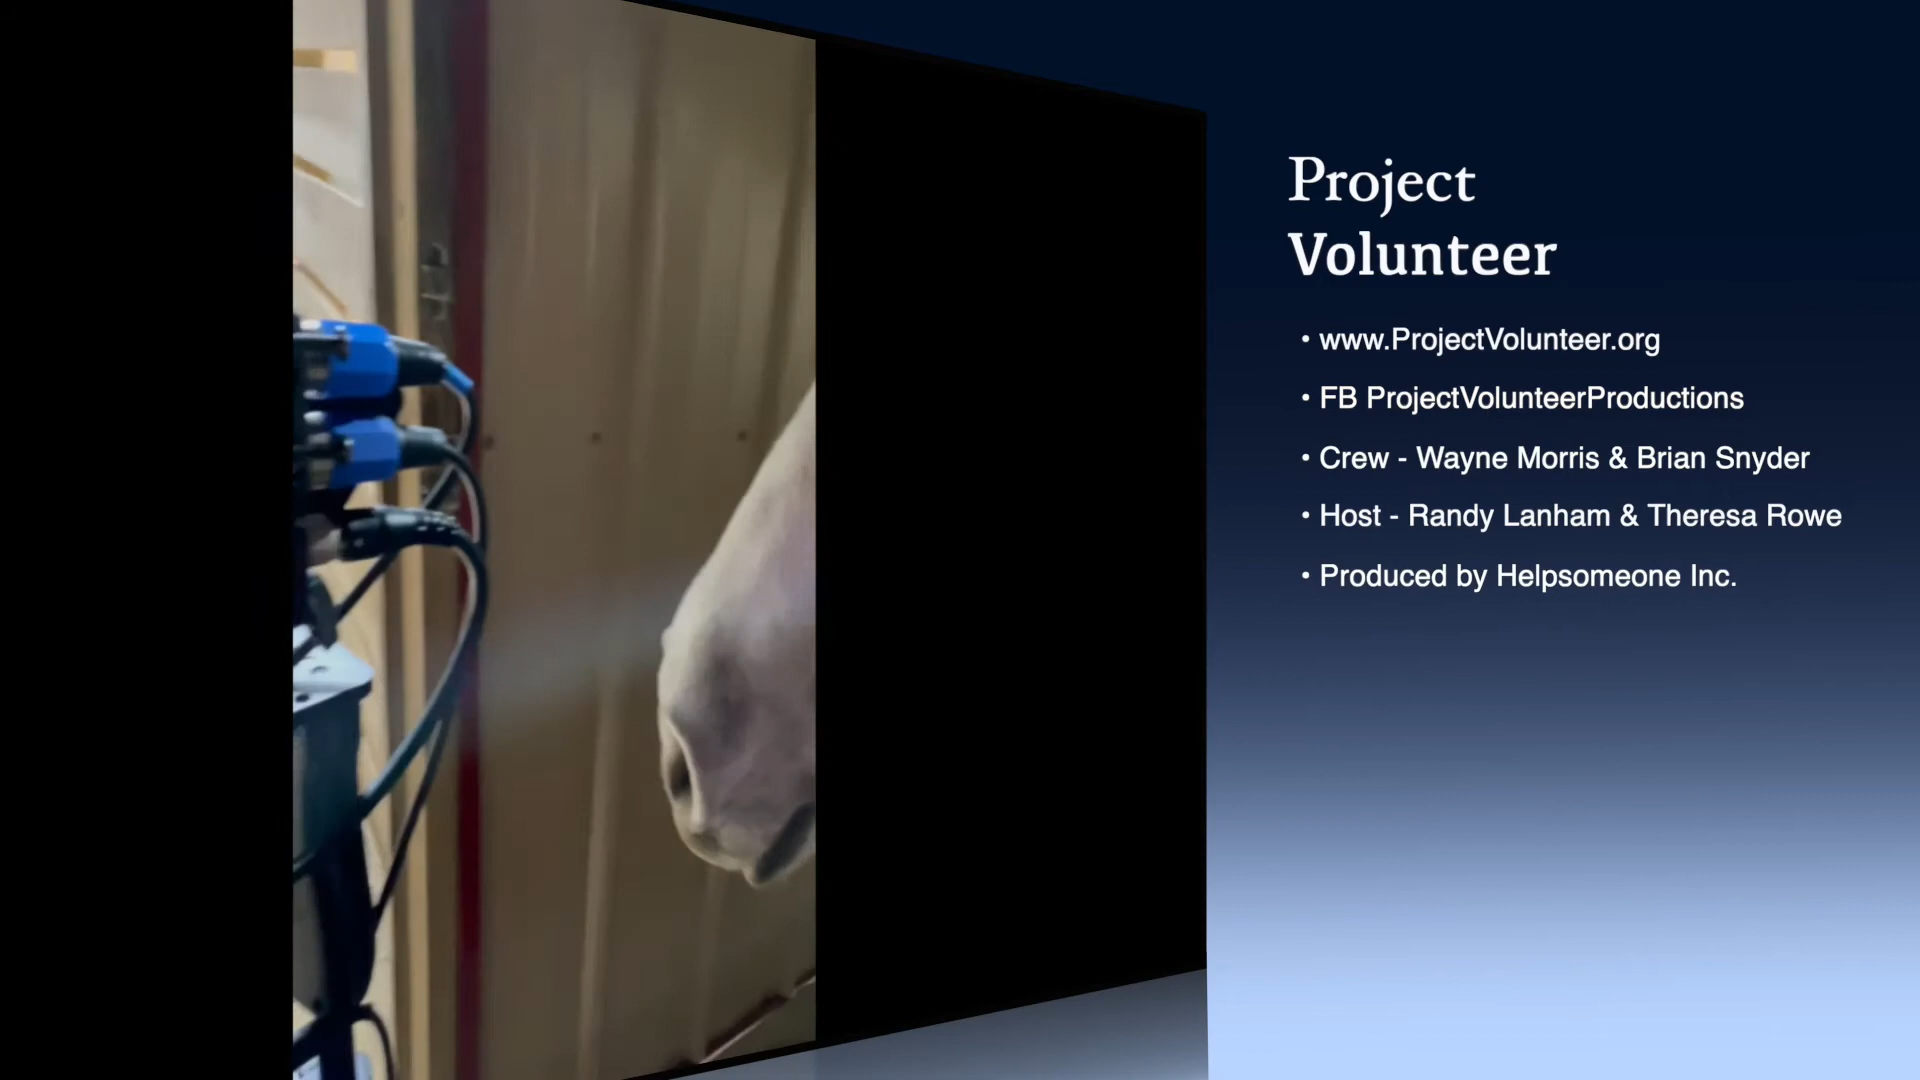 Project
Volunteer
• www.ProjectVolunteer.org
• FB ProjectVolunteerProductions
• Crew - Wayne Morris & Brian Snyder
• Host - Randy Lanham & Theresa Rowe
• Produced by Helpsomeone Inc.